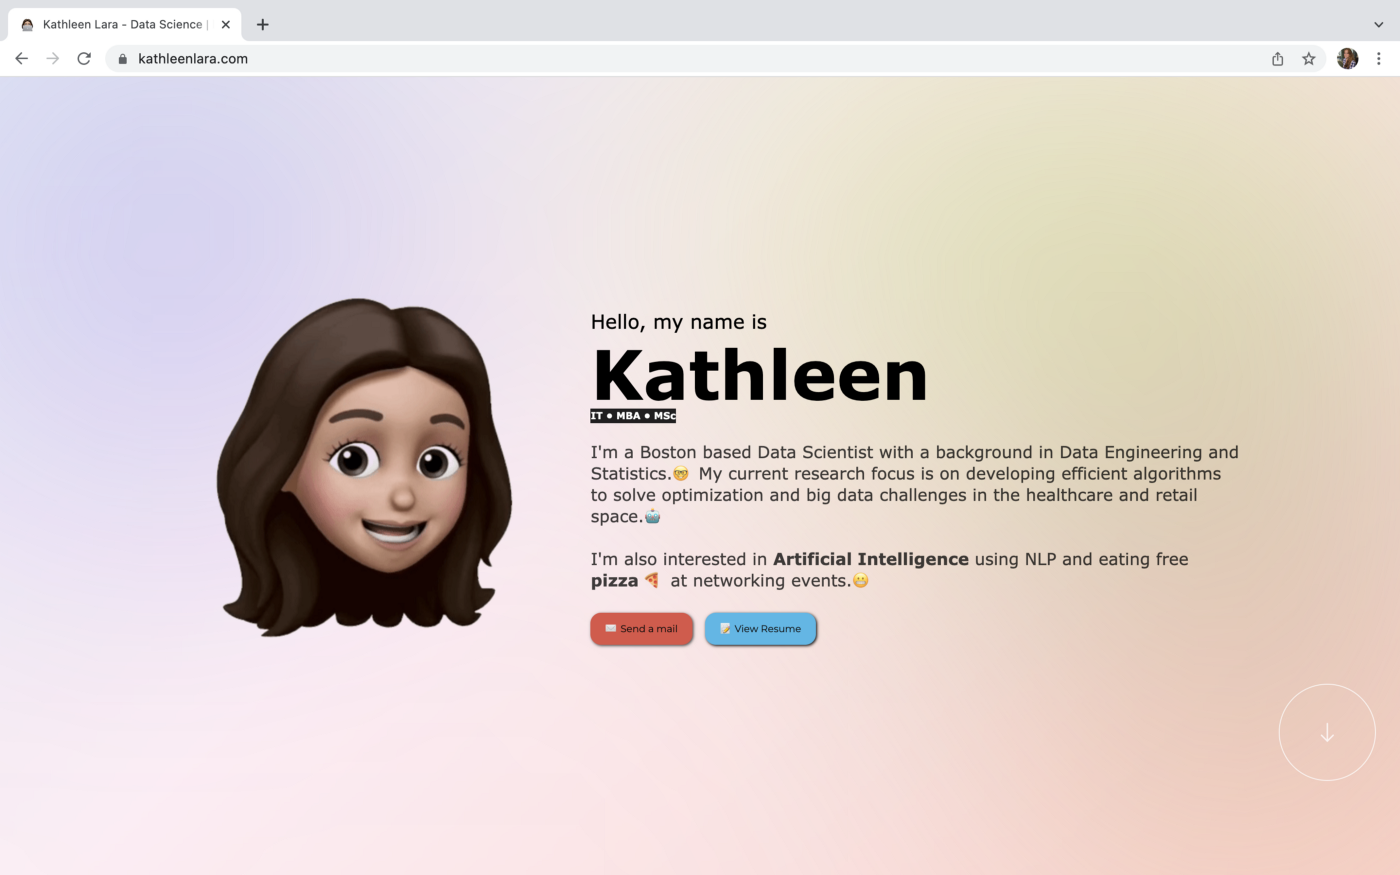 Kathleen Lara - Data Science |
kathleenlara.com
Hello, my name is
Kathleen
IT ● MBA ● MSc
I'm a Boston based Data Scientist with a background in Data Engineering and
Statistics.🤓 My current research focus is on developing efficient algorithms
to solve optimization and big data challenges in the healthcare and retail
space.🤖
I'm also interested in Artificial Intelligence using NLP and eating free
pizza 🍕 at networking events.😬
✉️ Send a mail
📝 View Resume